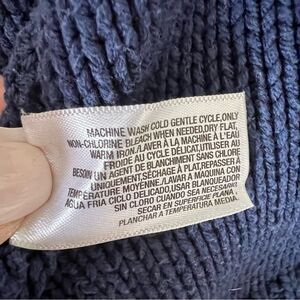 MACHINE WASH COLD GENTLE CYCLE,ONLY
NON-CHLORINE BLEACH WHEN NEEDED,DRY FLAT,
WARM IRON/LAVER À LA MACHINE À L'EAU
FROIDE AU CYCLE DÉLICAT,UTILISER AU
BESOIN UN AGENT DE BLANCHIMENT SANS CHLORE
UNIQUEMENT,SÉCHAGE À PLAT,REPASSER À
TEMPÉRATURE MOYENNE/LAVAR A MAQUINA CON
AGUA FRIA CICLO DELICADO,USAR BLANQUEADOR
SIN CLORO CUANDO SEA NECESARIO,
SECAR EN SUPERFICIE PLANA
PLANCHAR A TEMPERATURA MEDIA.